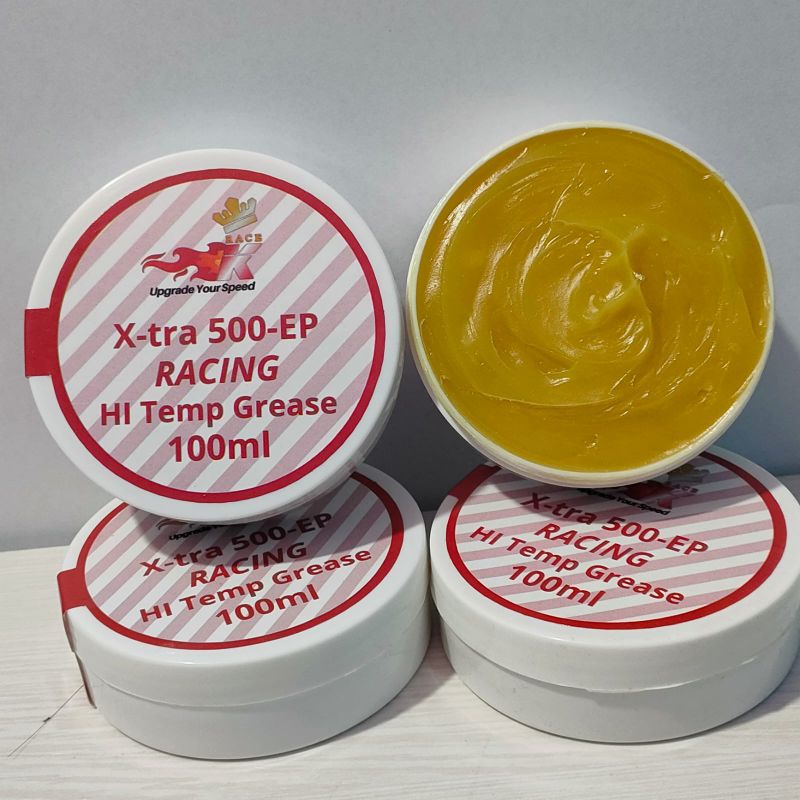 RACE
K
Upgrade Your Speed
X-tra 500-EP
RACING
HI Temp Grease
100ml
Upgrade Your Speed
X-tra 500-EP
RACING
HI Temp Grease
100ml
RACE
Upgrade Your Speed
X-tra 500-EP
RACING
HI Temp Grease
100ml